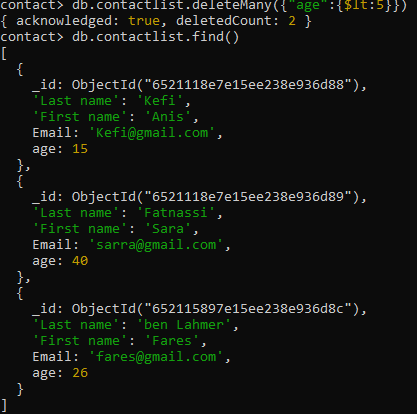 contact> db.contactlist.deleteMany({"age":{$lt:5}})
{ acknowledged: true, deletedCount: 2 }
contact> db.contactlist.find()
[
  {
    _id: ObjectId("6521118e7e15ee238e936d88"),
    'Last name': 'Kefi',
    'First name': 'Anis',
    Email: 'Kefi@gmail.com',
    age: 15
  },
  {
    _id: ObjectId("6521118e7e15ee238e936d89"),
    'Last name': 'Fatnassi',
    'First name': 'Sara',
    Email: 'sarra@gmail.com',
    age: 40
  },
  {
    _id: ObjectId("652115897e15ee238e936d8c"),
    'Last name': 'ben Lahmer',
    'First name': 'Fares',
    Email: 'fares@gmail.com',
    age: 26
  }
]